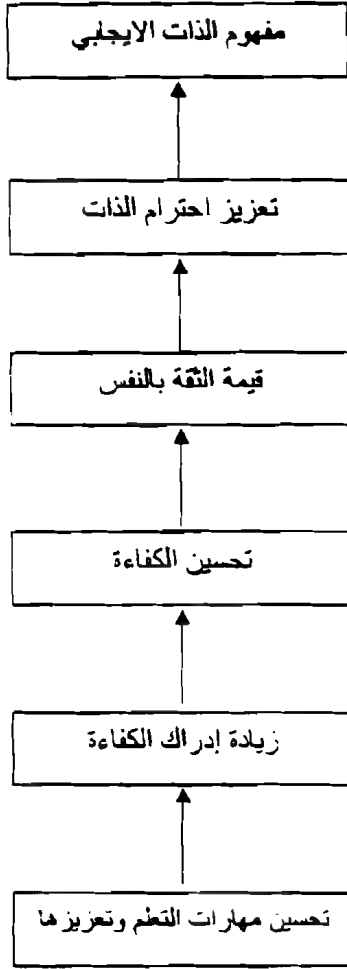 مفهوم الذات الايجابي
تعزيز احترام الذات
قيمة الثقة بالنفس
تحسين الكفاءة
زيادة إدراك الكفاءة
تحسين مهارات التعلم وتعزيزها